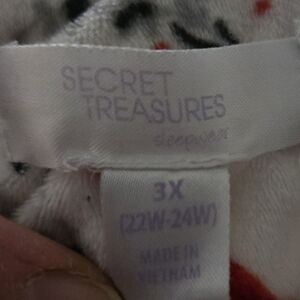 SECRET
TREASURES
sleepwear
3X
(22W-24W)
MADE IN
VIETNAM